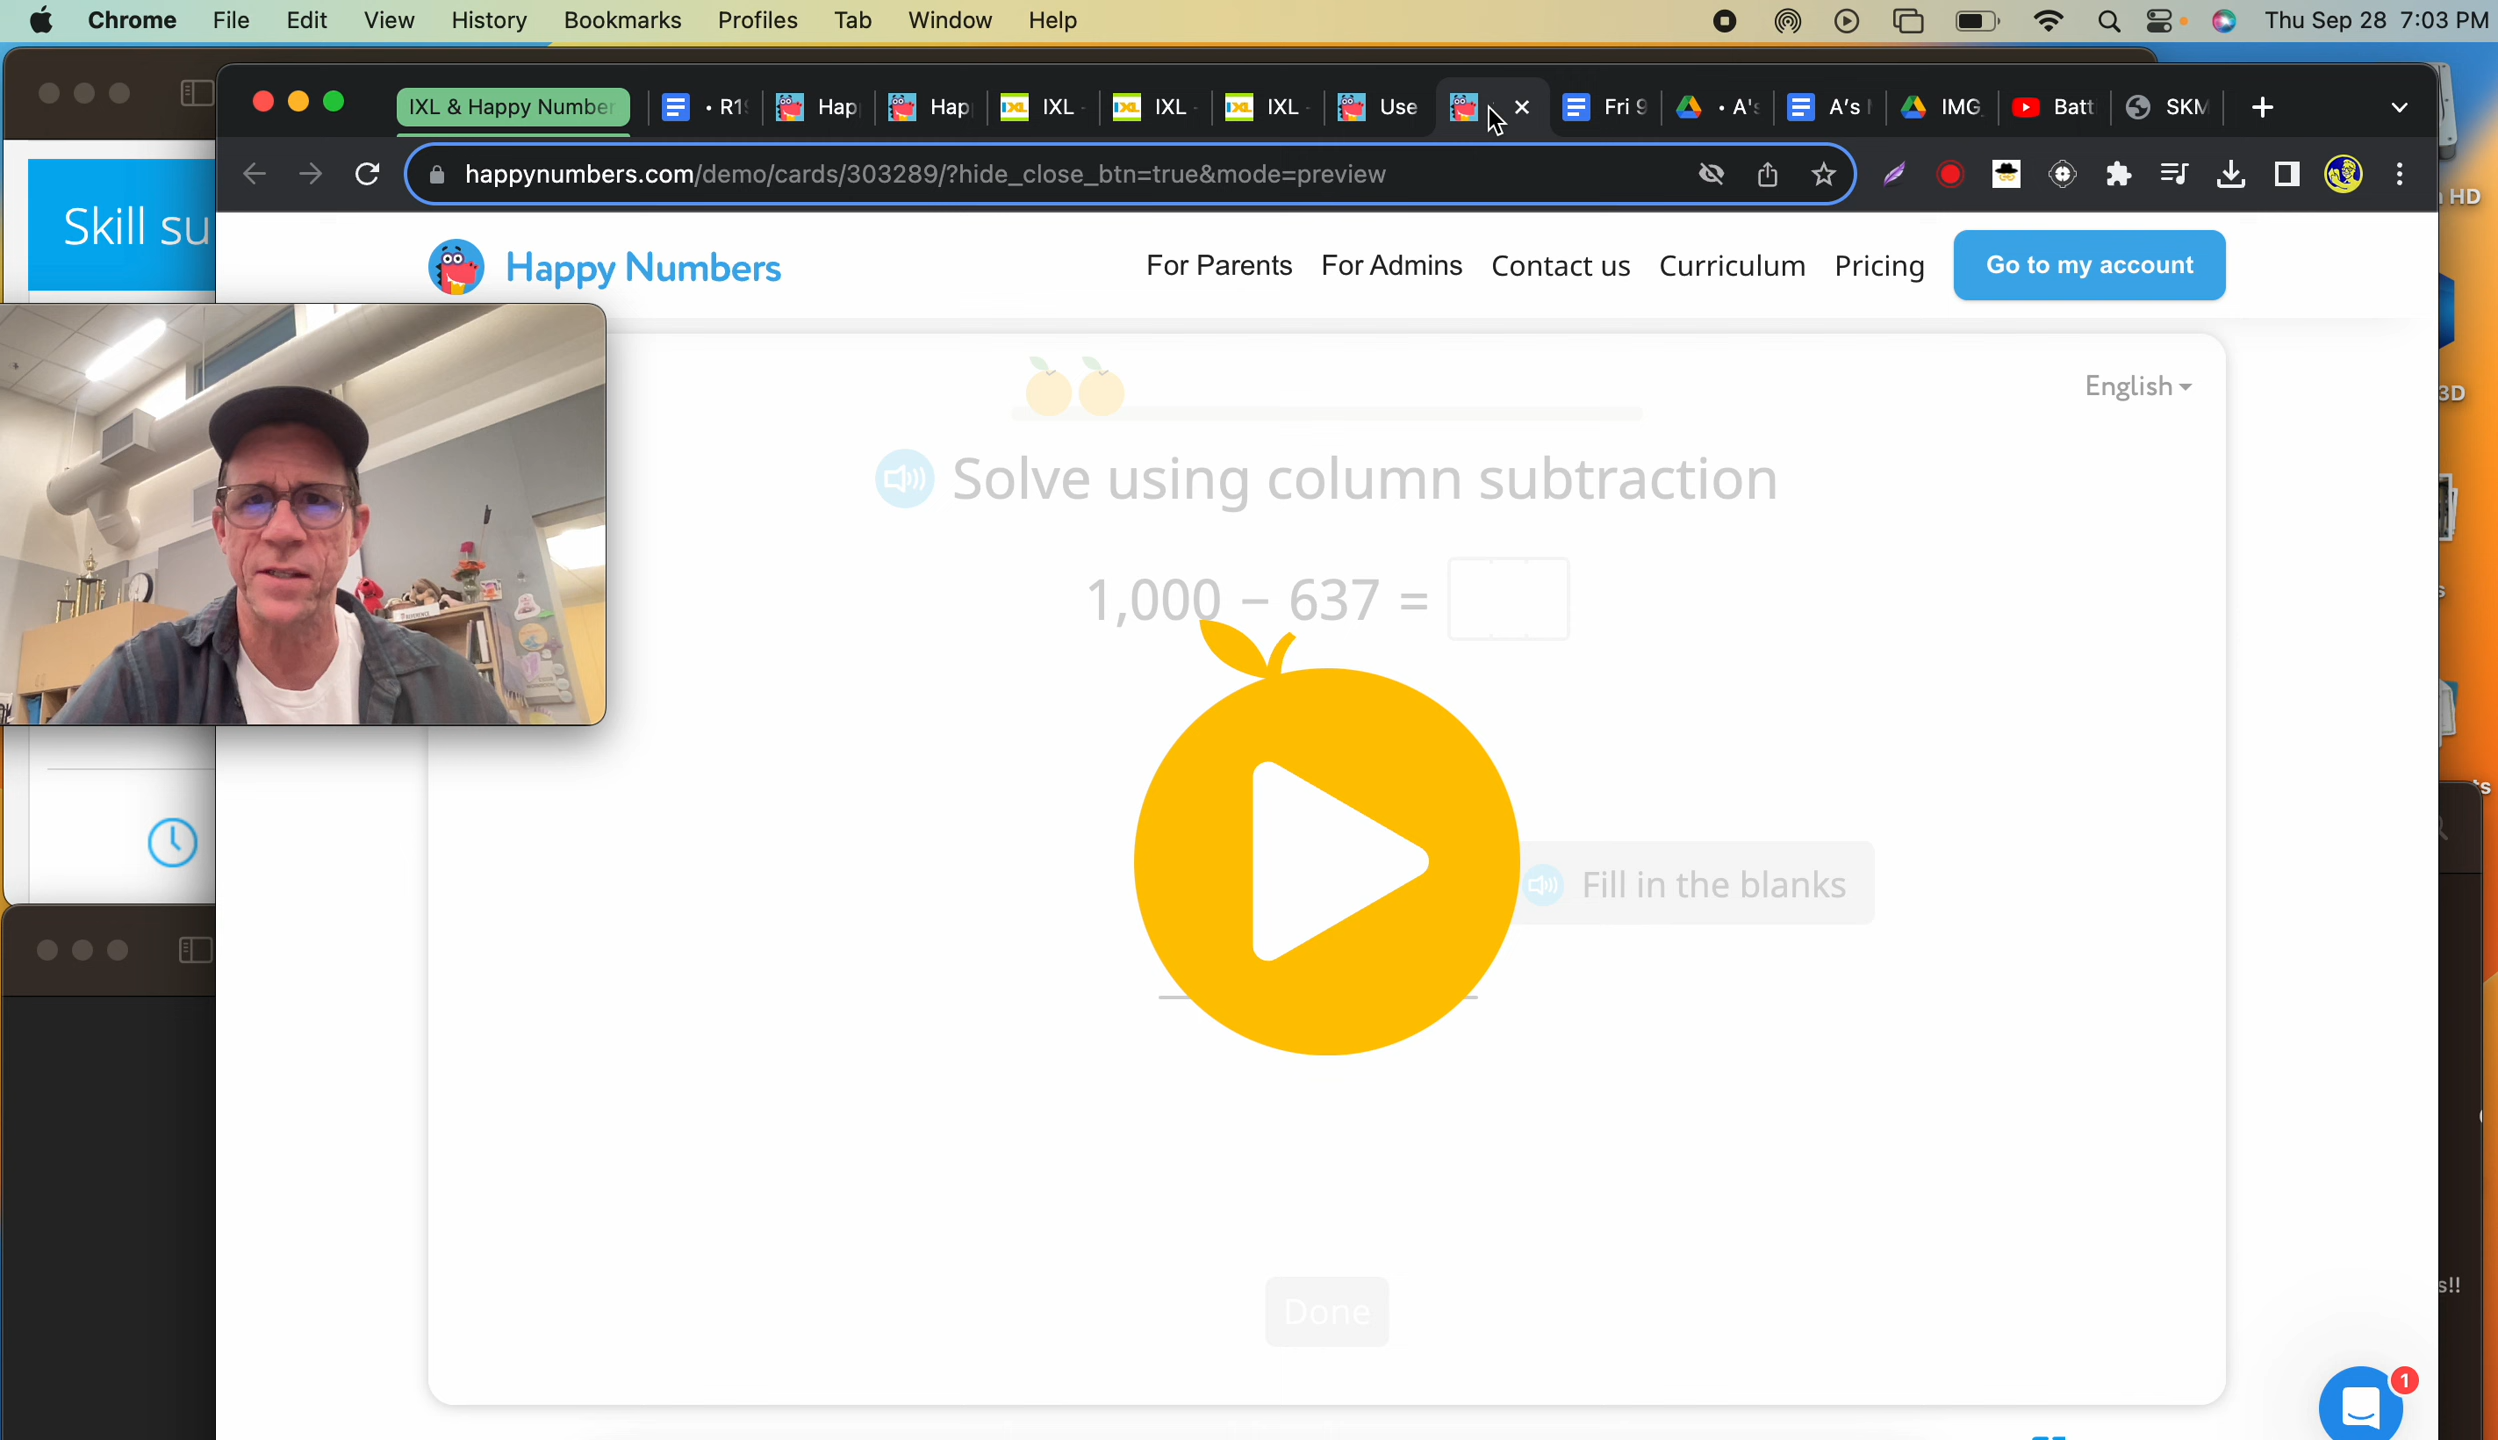 Chrome File Edit View History Bookmarks Profiles Tab Window Help
Thu Sep 28 7:03 PM
IXL & Happy Number
• R1
Hap
Hap
IXL -
IXL -
IXL -
Use
Fri 9
• A's
A's
IMG
Batt
SKM
happynumbers.com/demo/cards/303289/?hide_close_btn=true&mode=preview
HD
Skill su
Happy Numbers
For Parents
For Admins
Contact us
Curriculum
Pricing
Go to my account
English
3D
Solve using column subtraction
1,000 − 637 =
Fill in the blanks
Done
s!!
1